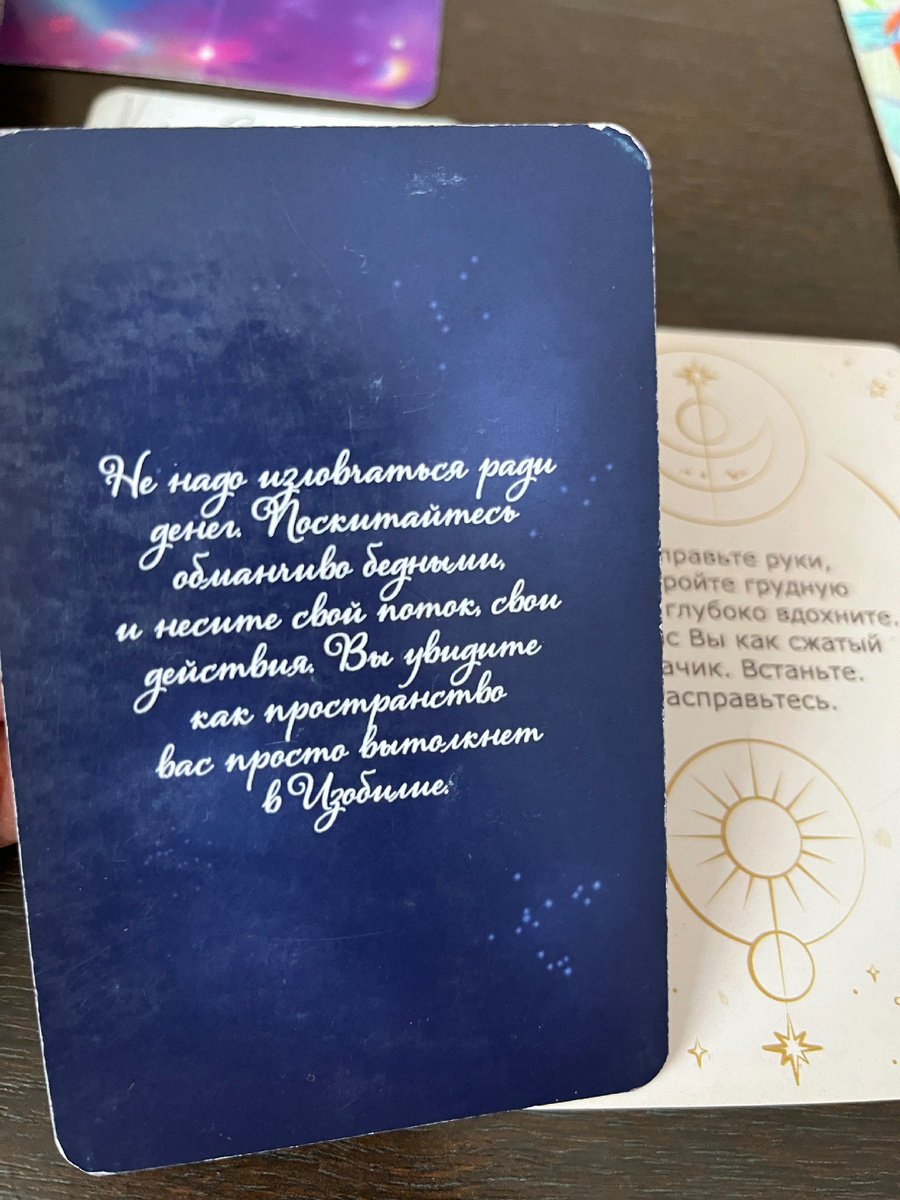 Не надо изловчаться ради
денег. Поскитайтесь
обманчиво бедными,
и несите свой поток, свои
действия. Вы увидите
как пространство
вас просто вытолкнет
в Изобилие.
правьте руки,
ройте грудную
глубоко вдохните.
с Вы как сжатый
ачик. Встаньте.
асправьтесь.